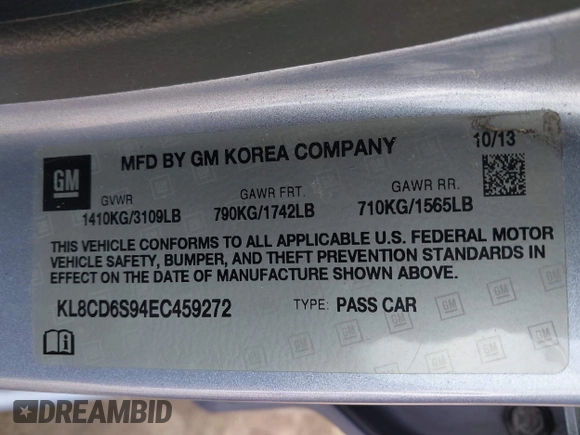 MFD BY GM KOREA COMPANY
10/13
GM
GVWR
GAWR FRT.
GAWR RR.
1410KG/3109LB
790KG/1742LB
710KG/1565LB
THIS VEHICLE CONFORMS TO ALL APPLICABLE U.S. FEDERAL MOTOR
VEHICLE SAFETY, BUMPER, AND THEFT PREVENTION STANDARDS IN
EFFECT ON THE DATE OF MANUFACTURE SHOWN ABOVE.
KL8CD6S94EC459272
TYPE: PASS CAR
DREAMBID